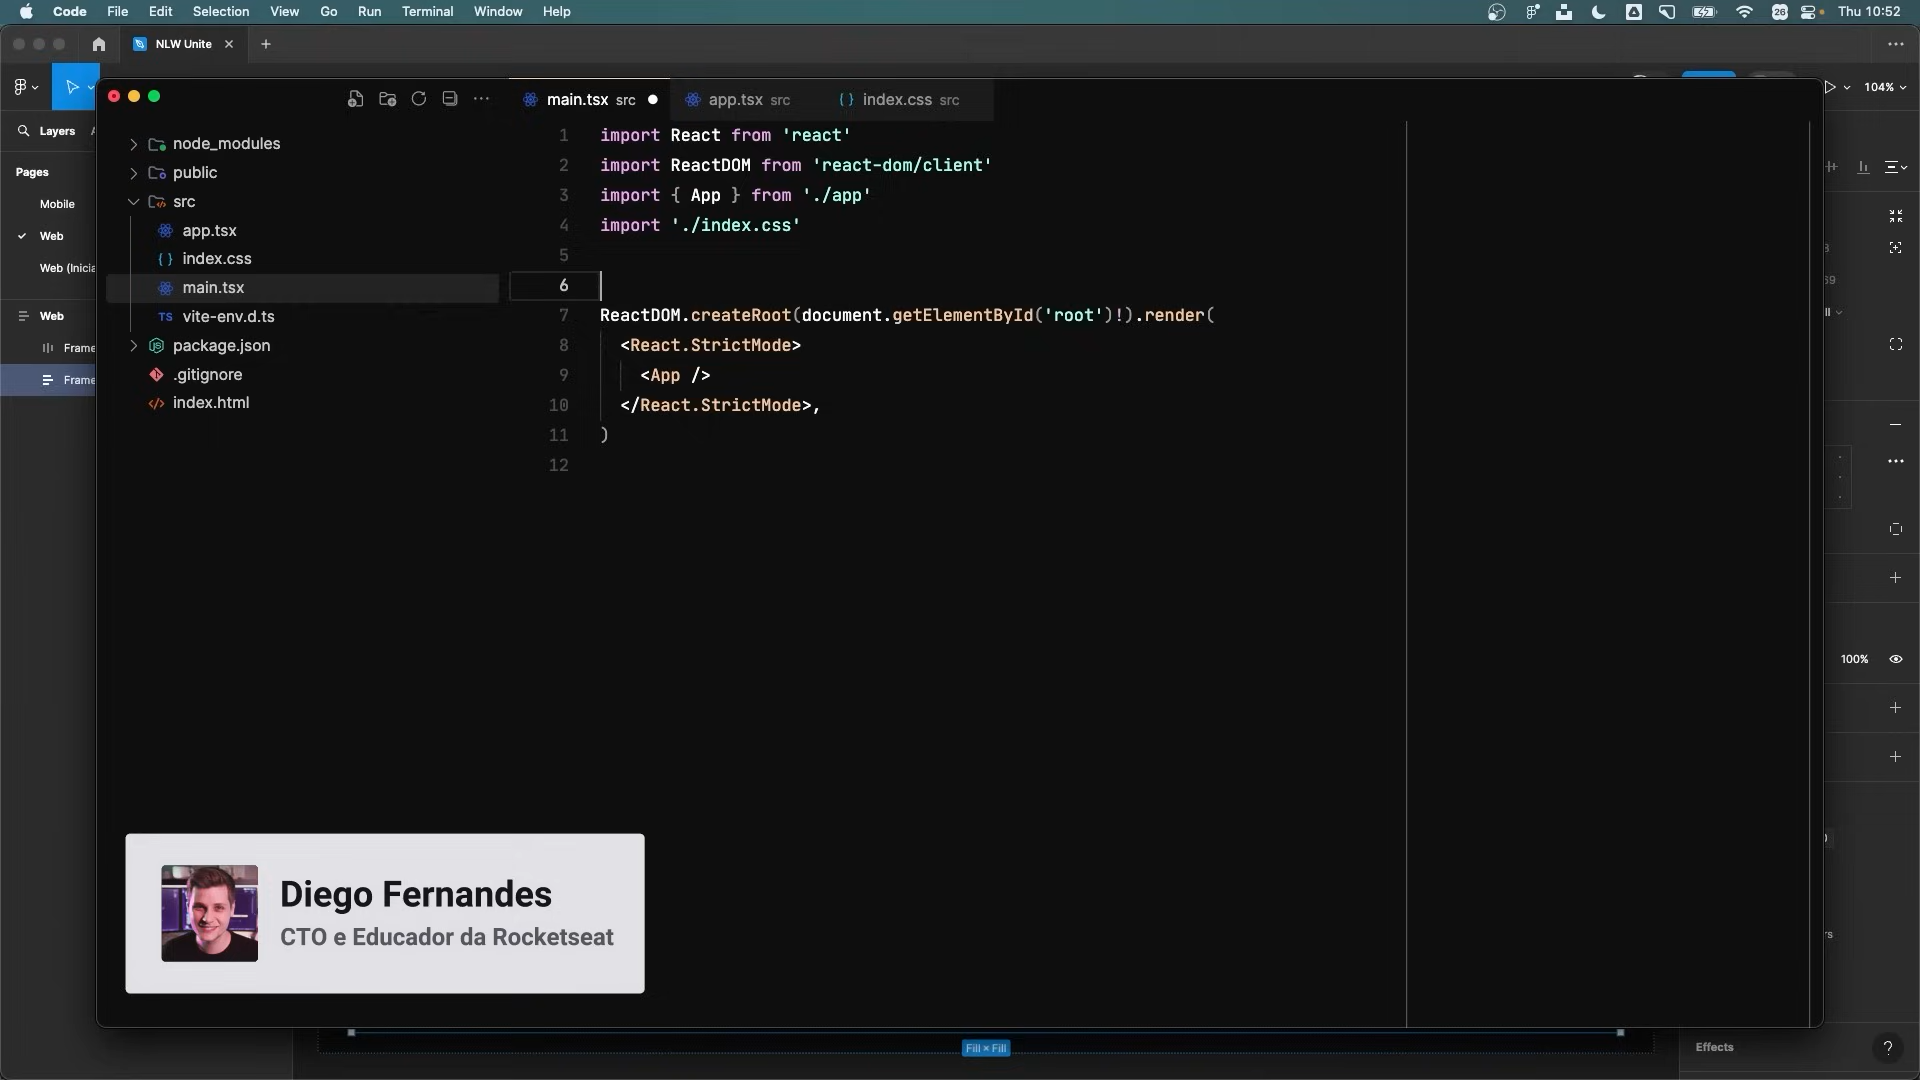 Code File Edit Selection View Go Run Terminal Window Help
26 Thu 10:52
NLW Unite
104%
Layers
Pages
Mobile
Web
Web (Inicia
Web
Frame
Frame
main.tsx src
app.tsx src
index.css src
node_modules
public
src
app.tsx
{ } index.css
main.tsx
TS vite-env.d.ts
package.json
.gitignore
</> index.html
1 import React from 'react'
2 import ReactDOM from 'react-dom/client'
3 import { App } from './app'
4 import './index.css'
5
6
7 ReactDOM.createRoot(document.getElementById('root')!).render(
8 <React.StrictMode>
9 <App />
10 </React.StrictMode>,
11 )
12
Diego Fernandes
CTO e Educador da Rocketseat
100%
Fill × Fill
Effects
?